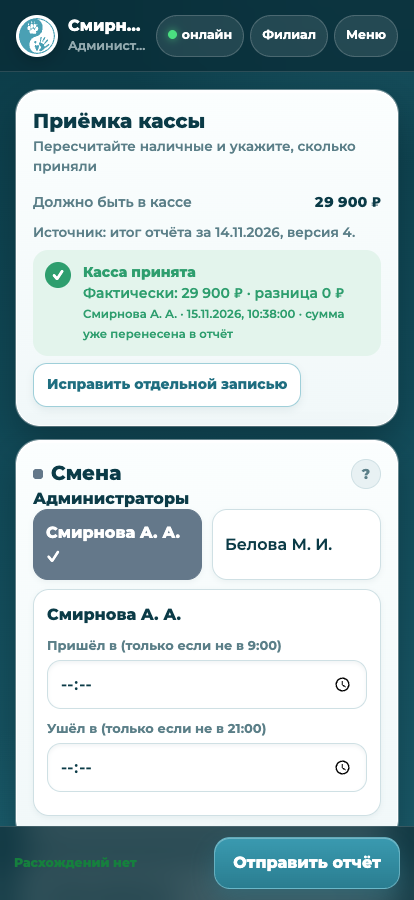 Смирн...
Админист...
онлайн
Филиал
Меню
Приёмка кассы
Пересчитайте наличные и укажите, сколько
приняли
Должно быть в кассе
29 900 ₽
Источник: итог отчёта за 14.11.2026, версия 4.
Касса принята
Фактически: 29 900 ₽ · разница 0 ₽
Смирнова А. А. · 15.11.2026, 10:38:00 · сумма
уже перенесена в отчёт
Исправить отдельной записью
Смена
?
Администраторы
Смирнова А. А.
Белова М. И.
Смирнова А. А.
Пришёл в (только если не в 9:00)
--:--
Ушёл в (только если не в 21:00)
--:--
Расхождений нет
Отправить отчёт